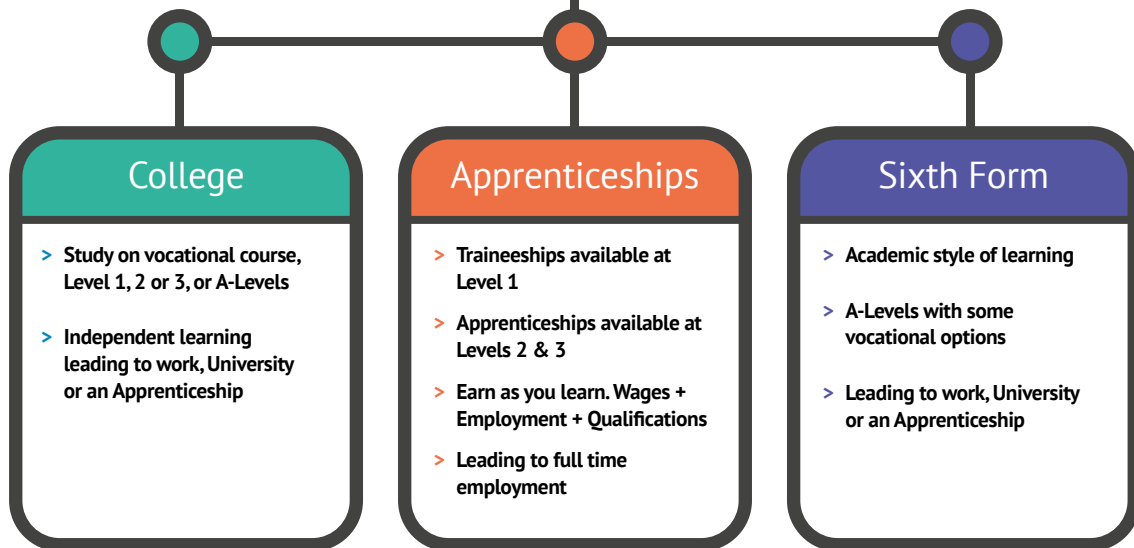 College
> Study on vocational course,
Level 1, 2 or 3, or A-Levels
> Independent learning
leading to work, University
or an Apprenticeship
Apprenticeships
> Traineeships available at
Level 1
> Apprenticeships available at
Levels 2 & 3
> Earn as you learn. Wages +
Employment + Qualifications
> Leading to full time
employment
Sixth Form
> Academic style of learning
> A-Levels with some
vocational options
> Leading to work, University
or an Apprenticeship